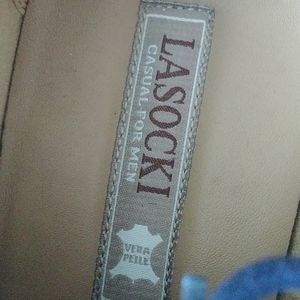 LASOCKI
CASUAL FOR MEN
VERA
PELLE